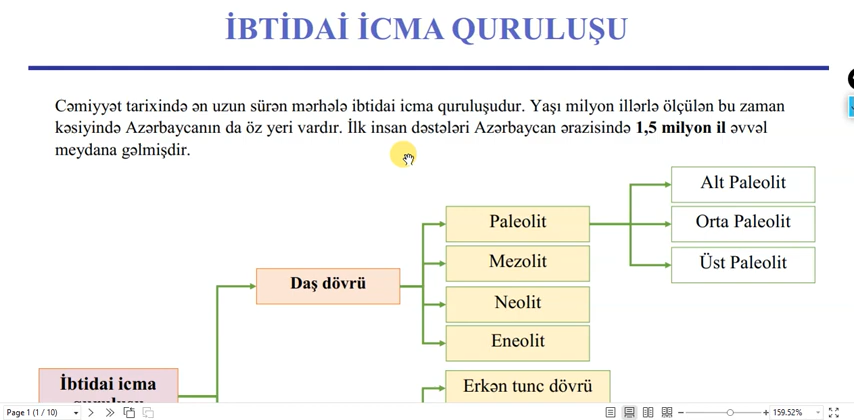 İBTİDAİ İCMA QURULUŞU
Cəmiyyət tarixində ən uzun sürən mərhələ ibtidai icma quruluşudur. Yaşı milyon illərlə ölçülən bu zaman
kəsiyində Azərbaycanın da öz yeri vardır. İlk insan dəstələri Azərbaycan ərazisində 1,5 milyon il əvvəl
meydana gəlmişdir.
Alt Paleolit
Paleolit
Orta Paleolit
Mezolit
Üst Paleolit
Daş dövrü
Neolit
Eneolit
İbtidai icma
quruluşu
Erkən tunc dövrü
Page 1 (1 / 10)
159.52%